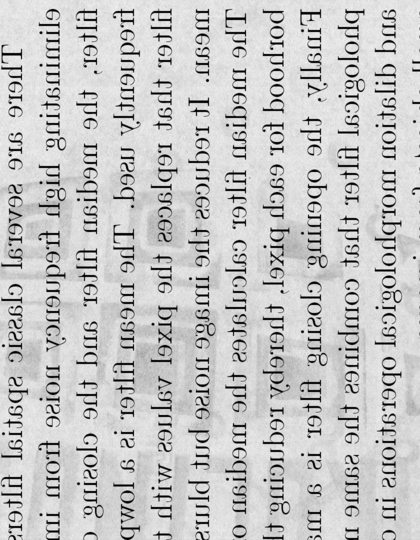 There are several classic spatial filters
eliminating high frequency noise from im
filter, the median filter and the closing
frequently used. The mean filter is a lowp
filter that replaces the pixel values with t
mean. It reduces the image noise but blurs
The median filter calculates the median o
borhood for each pixel, thereby reducing t
Finally, the opening closing filter is a ma
phological filter that combines the same n
and dilation morphological operations in c